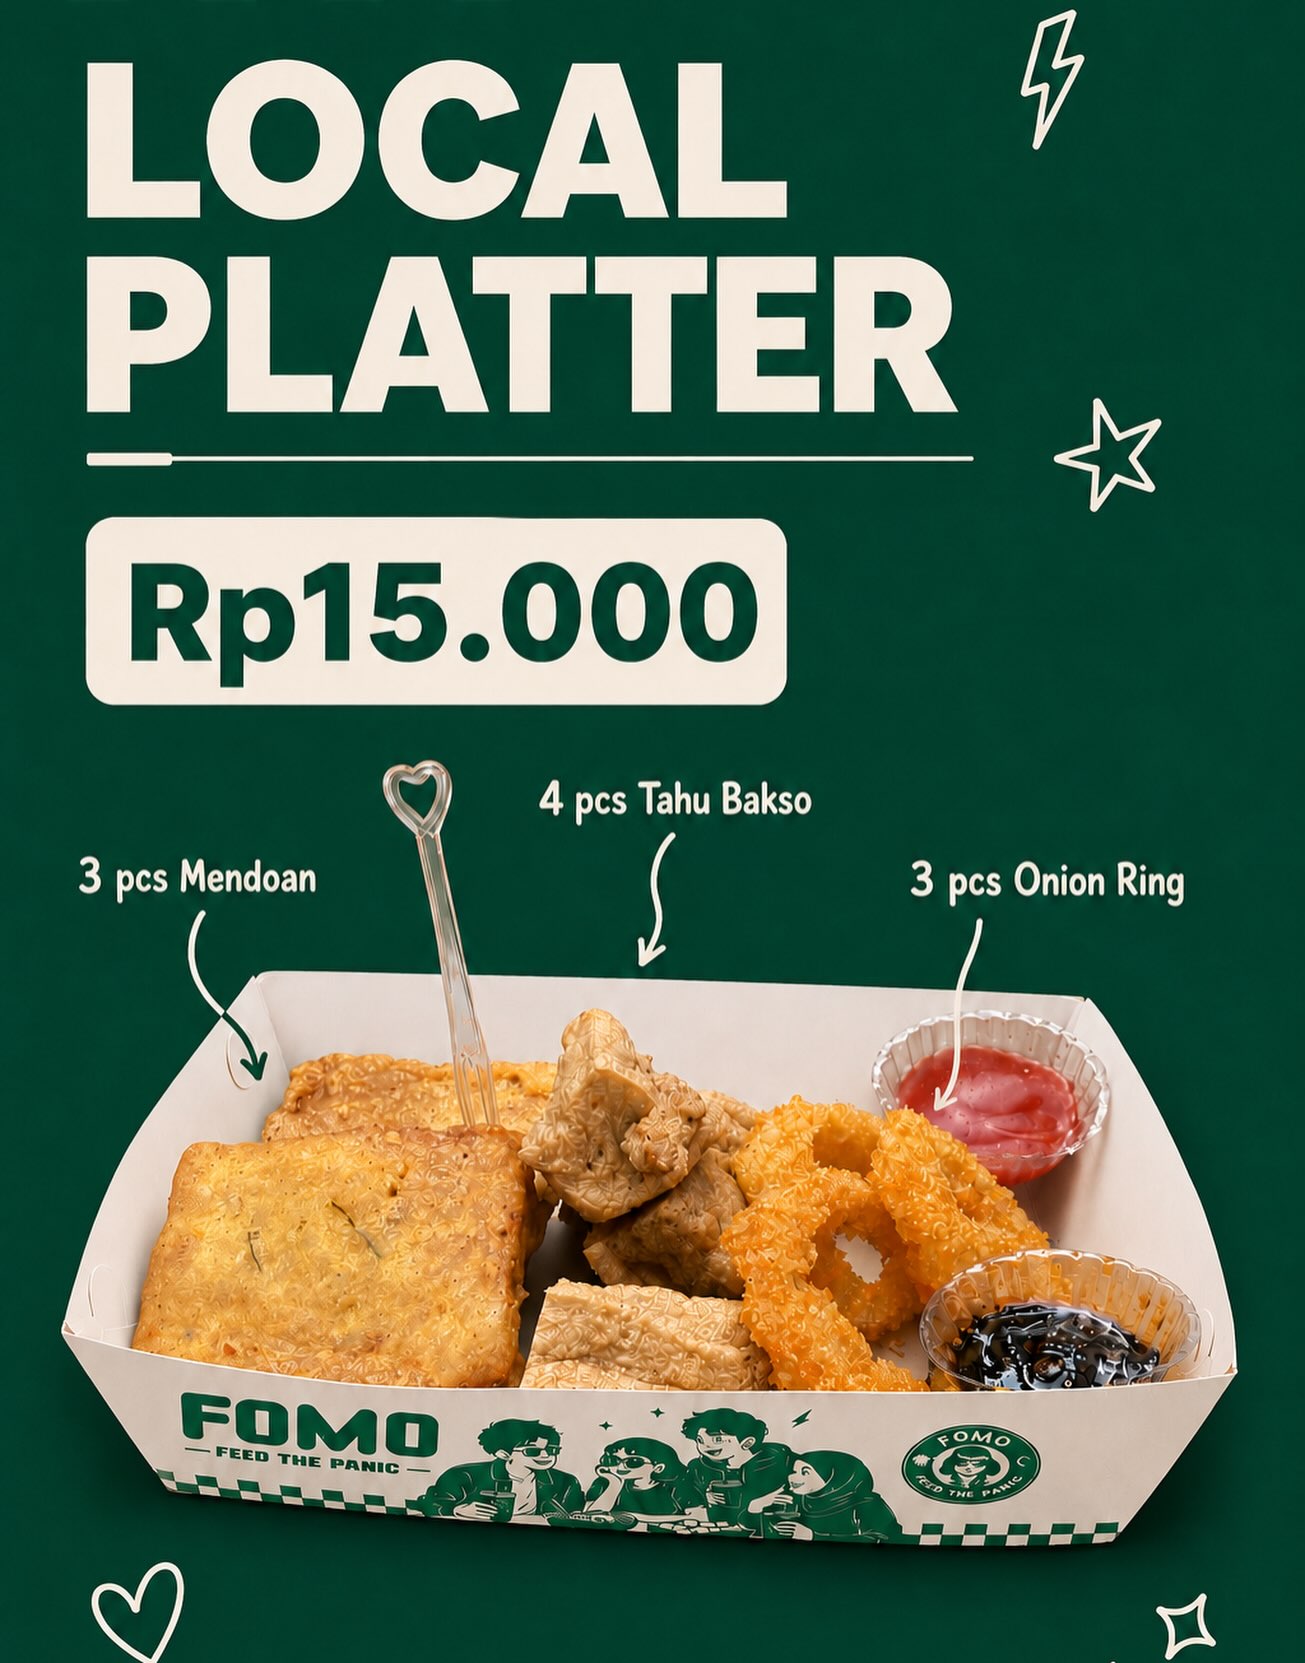 LOCAL
PLATTER
Rp15.000
4 pcs Tahu Bakso
3 pcs Mendoan
3 pcs Onion Ring
FOMO
FEED THE PANIC
FOMO
FEED THE PANIC